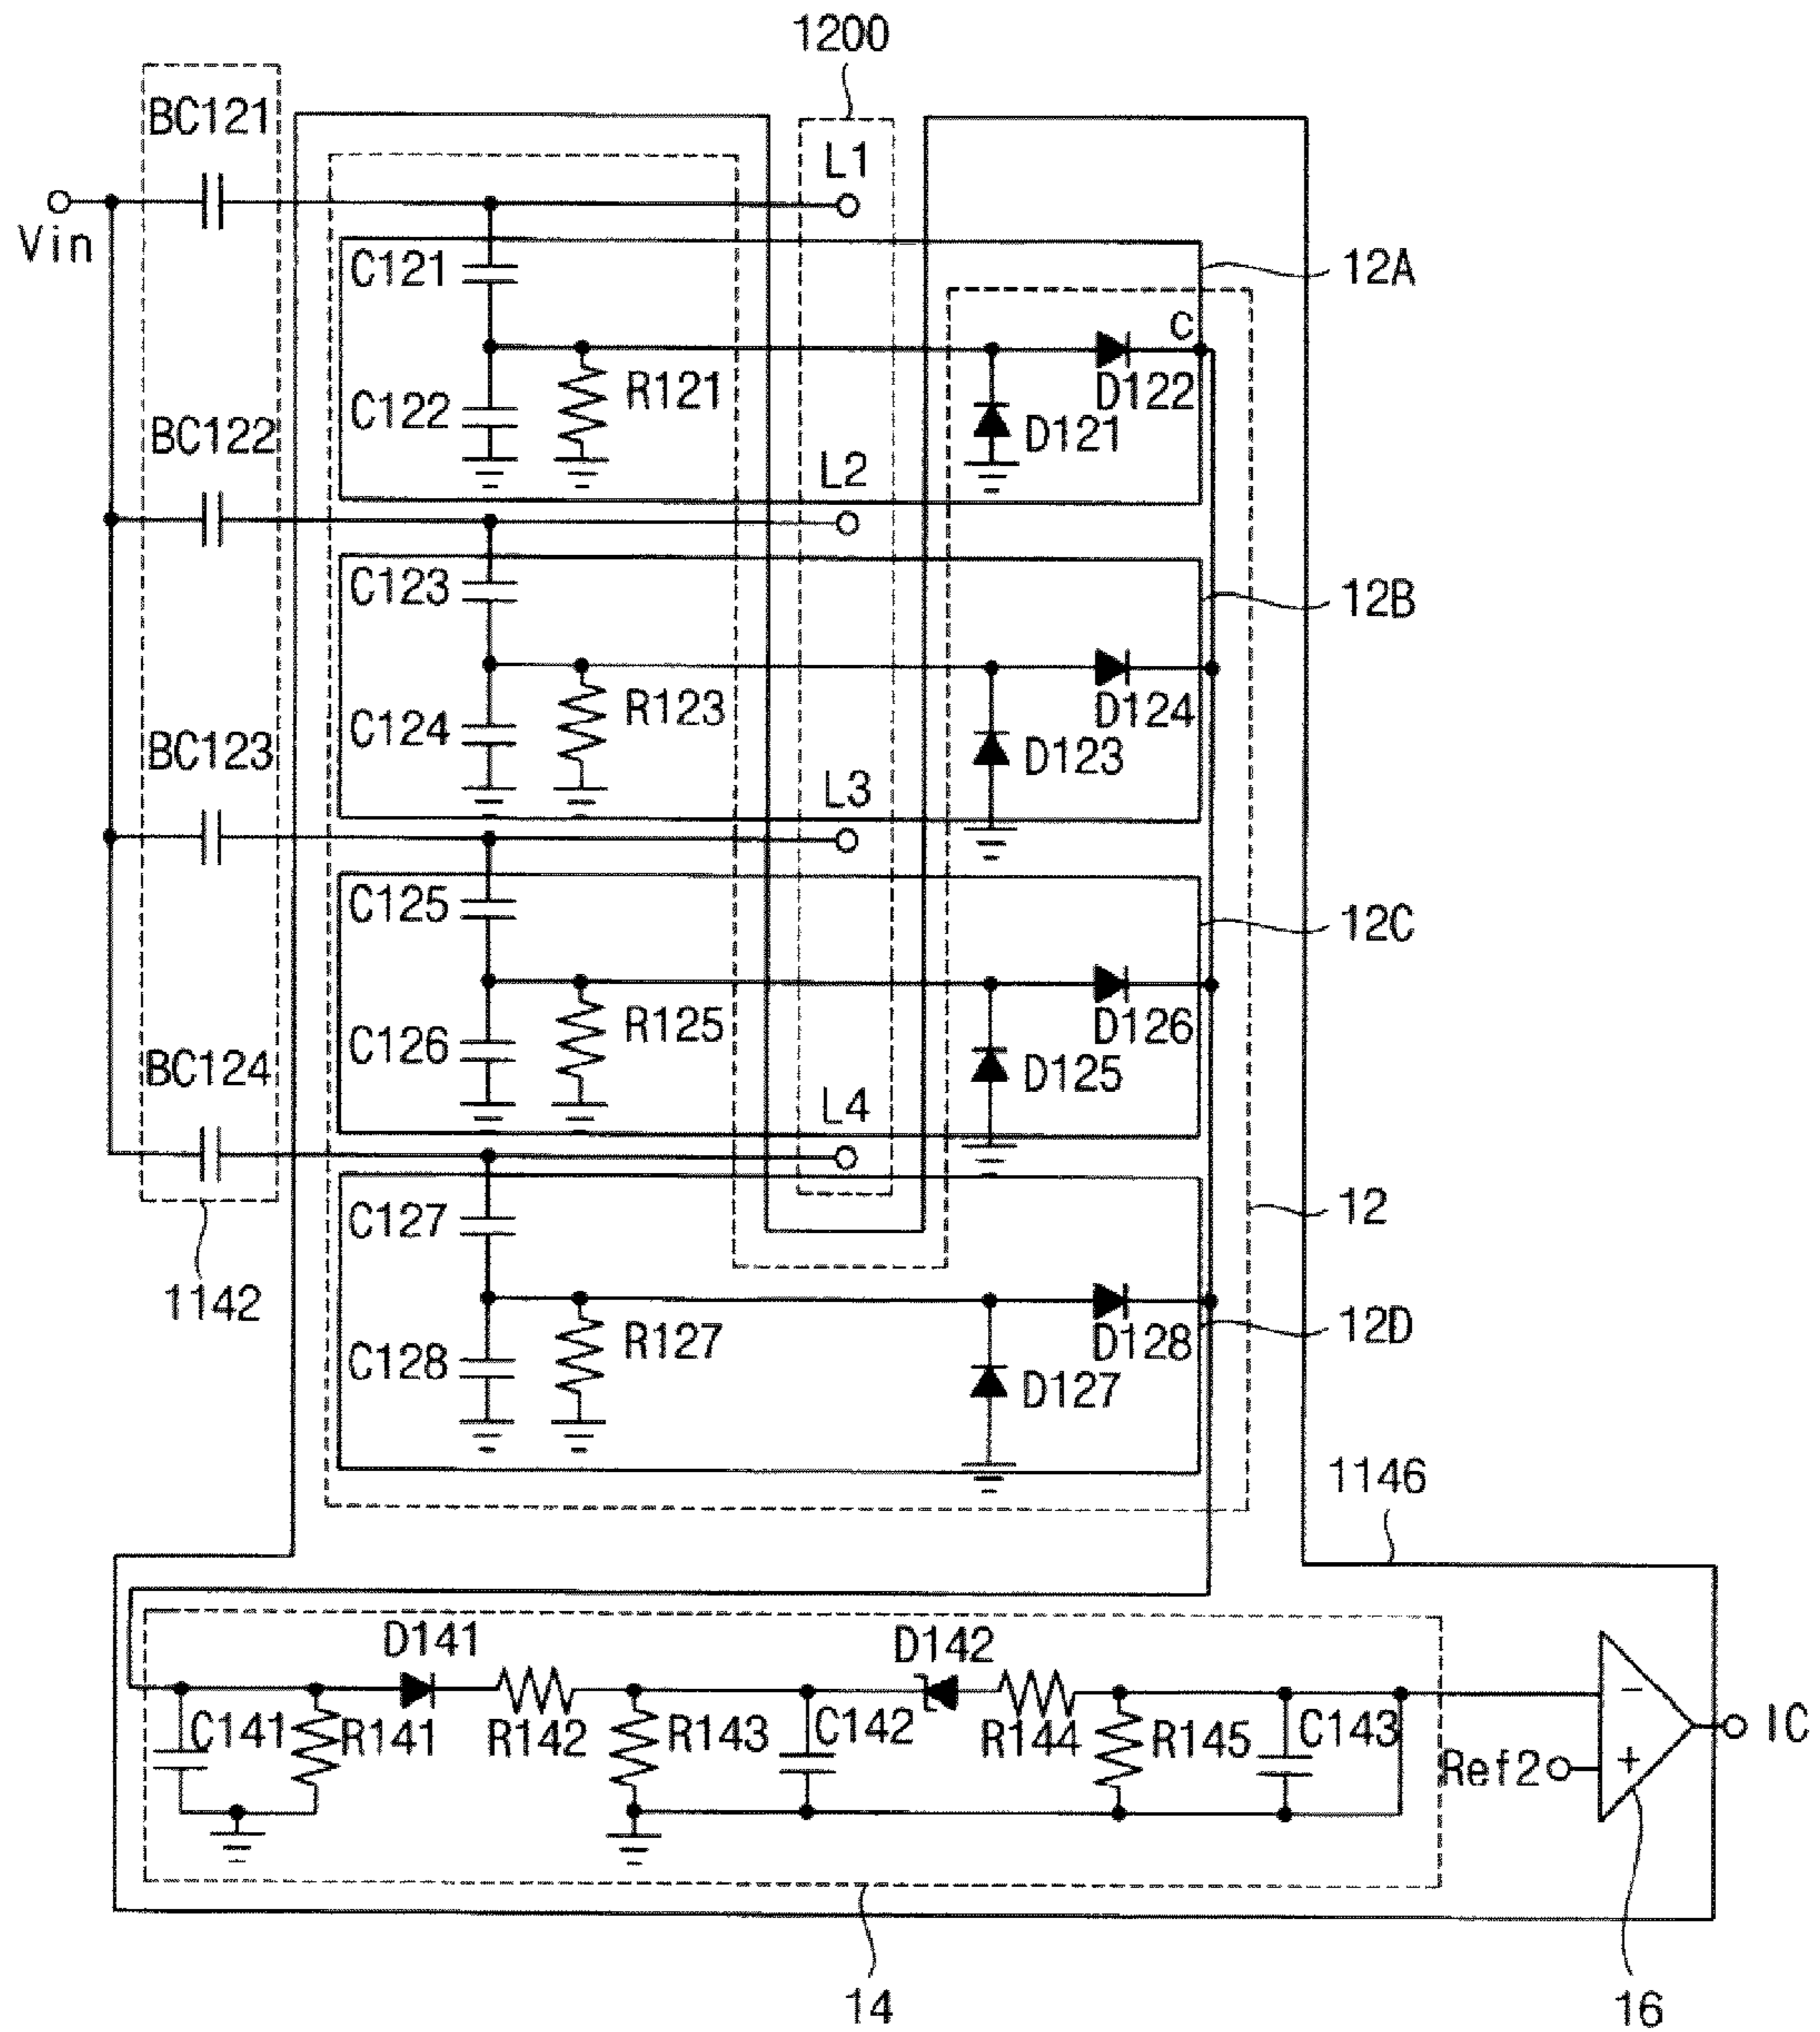 1200
BC121
L1
Vin
C121
12A
C
R121
D122
C122
D121
BC122
L2
C123
12B
R123
D124
C124
D123
BC123
L3
C125
12C
R125
D126
C126
D125
BC124
L4
C127
12
1142
R127
D128
12D
C128
D127
1146
D141
D142
C141
R141
R142
R143
C142
R144
R145
C143
−
+
Ref2
IC
14
16